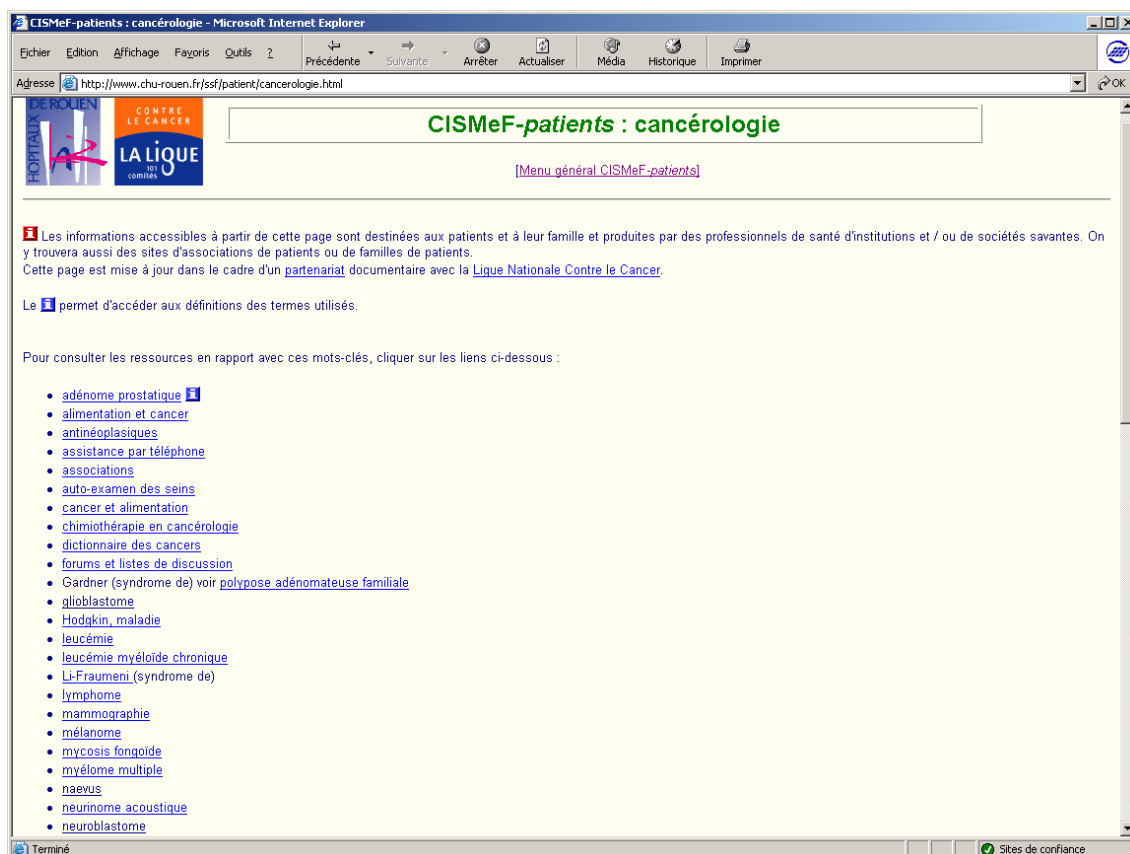 CISMeF-patients : cancérologie - Microsoft Internet Explorer
Fichier Edition Affichage Favoris Outils ? Précédente Suivante Arrêter Actualiser Média Historique Imprimer
Adresse http://www.chu-rouen.fr/ssf/patient/cancerologie.html OK
HOPITAUX DE ROUEN
CONTRE
LE CANCER
LA LIGUE
101
comités
CISMeF-patients : cancérologie
[Menu général CISMeF-patients]
Les informations accessibles à partir de cette page sont destinées aux patients et à leur famille et produites par des professionnels de santé d'institutions et / ou de sociétés savantes. On
y trouvera aussi des sites d'associations de patients ou de familles de patients.
Cette page est mise à jour dans le cadre d'un partenariat documentaire avec la Ligue Nationale Contre le Cancer.
Le i permet d'accéder aux définitions des termes utilisés.
Pour consulter les ressources en rapport avec ces mots-clés, cliquer sur les liens ci-dessous :
• adénome prostatique i
• alimentation et cancer
• antinéoplasiques
• assistance par téléphone
• associations
• auto-examen des seins
• cancer et alimentation
• chimiothérapie en cancérologie
• dictionnaire des cancers
• forums et listes de discussion
• Gardner (syndrome de) voir polypose adénomateuse familiale
• glioblastome
• Hodgkin, maladie
• leucémie
• leucémie myéloïde chronique
• Li-Fraumeni (syndrome de)
• lymphome
• mammographie
• mélanome
• mycosis fongoïde
• myélome multiple
• naevus
• neurinome acoustique
• neuroblastome
Terminé Sites de confiance